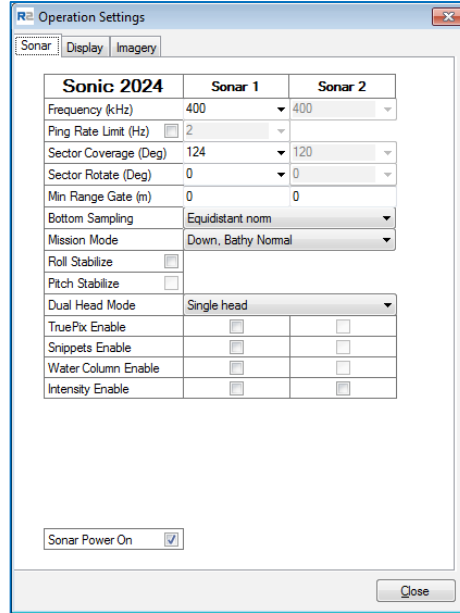 R2 Operation Settings
Sonar Display Imagery
Sonic 2024 Sonar 1 Sonar 2
Frequency (kHz) 400 400
Ping Rate Limit (Hz) 2
Sector Coverage (Deg) 124 120
Sector Rotate (Deg) 0 0
Min Range Gate (m) 0 0
Bottom Sampling Equidistant norm
Mission Mode Down, Bathy Normal
Roll Stabilize
Pitch Stabilize
Dual Head Mode Single head
TruePix Enable
Snippets Enable
Water Column Enable
Intensity Enable
Sonar Power On
Close